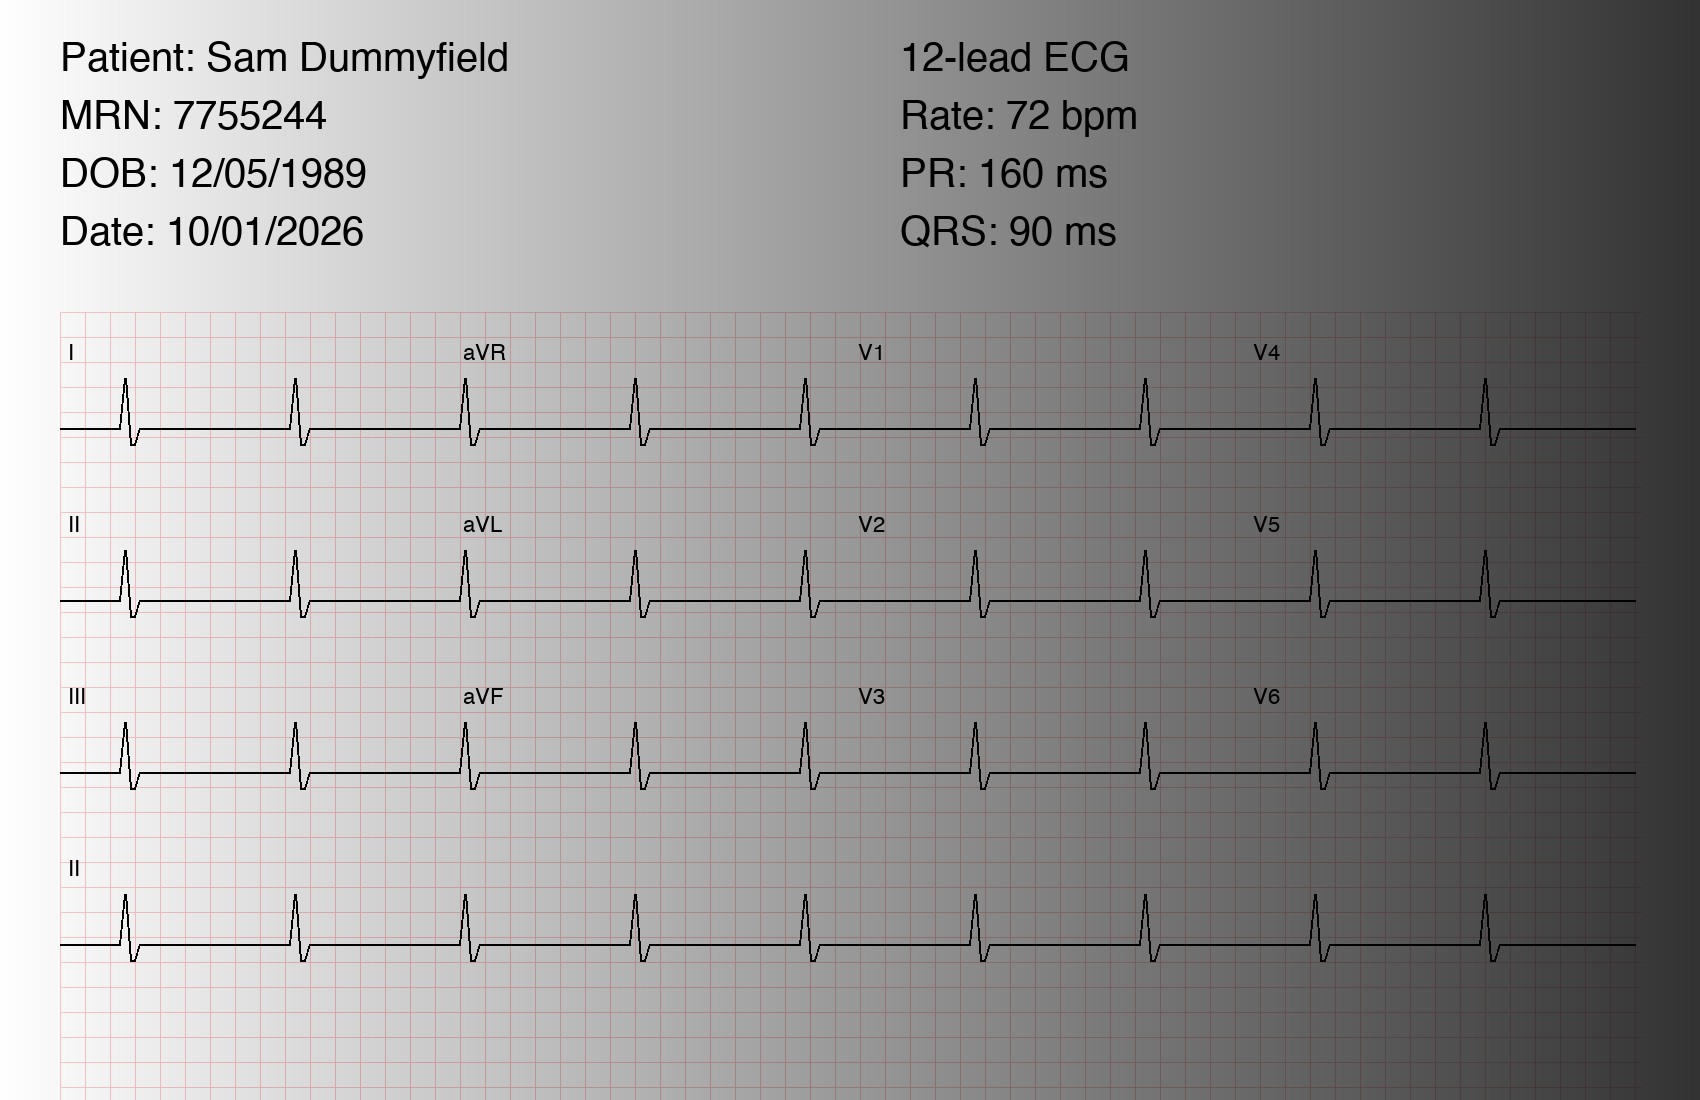 Patient: Sam Dummyfield
MRN: 7755244
DOB: 12/05/1989
Date: 10/01/2026
12-lead ECG
Rate: 72 bpm
PR: 160 ms
QRS: 90 ms
I aVR V1 V4
II aVL V2 V5
III aVF V3 V6
II